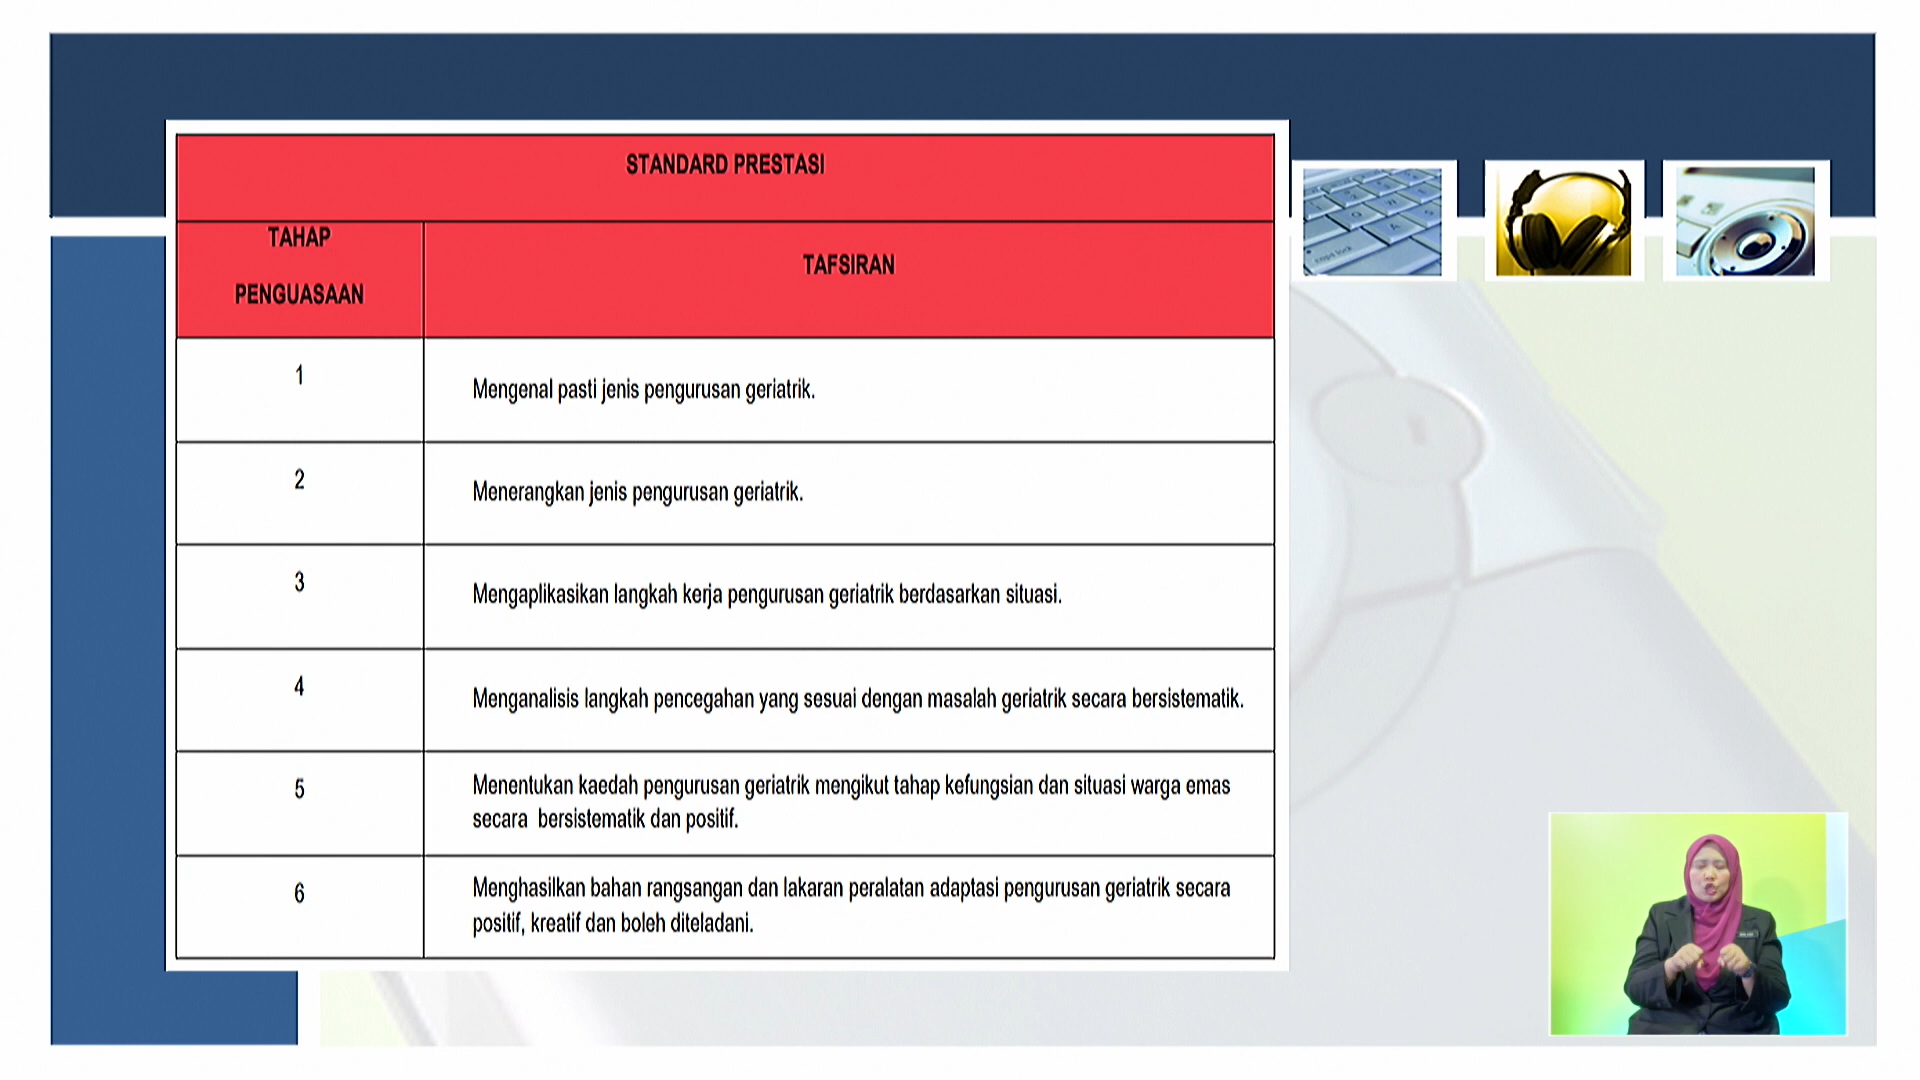 STANDARD PRESTASI
TAHAP
PENGUASAAN
TAFSIRAN
1
Mengenal pasti jenis pengurusan geriatrik.
2
Menerangkan jenis pengurusan geriatrik.
3
Mengaplikasikan langkah kerja pengurusan geriatrik berdasarkan situasi.
4
Menganalisis langkah pencegahan yang sesuai dengan masalah geriatrik secara bersistematik.
5
Menentukan kaedah pengurusan geriatrik mengikut tahap kefungsian dan situasi warga emas
secara bersistematik dan positif.
6
Menghasilkan bahan rangsangan dan lakaran peralatan adaptasi pengurusan geriatrik secara
positif, kreatif dan boleh diteladani.